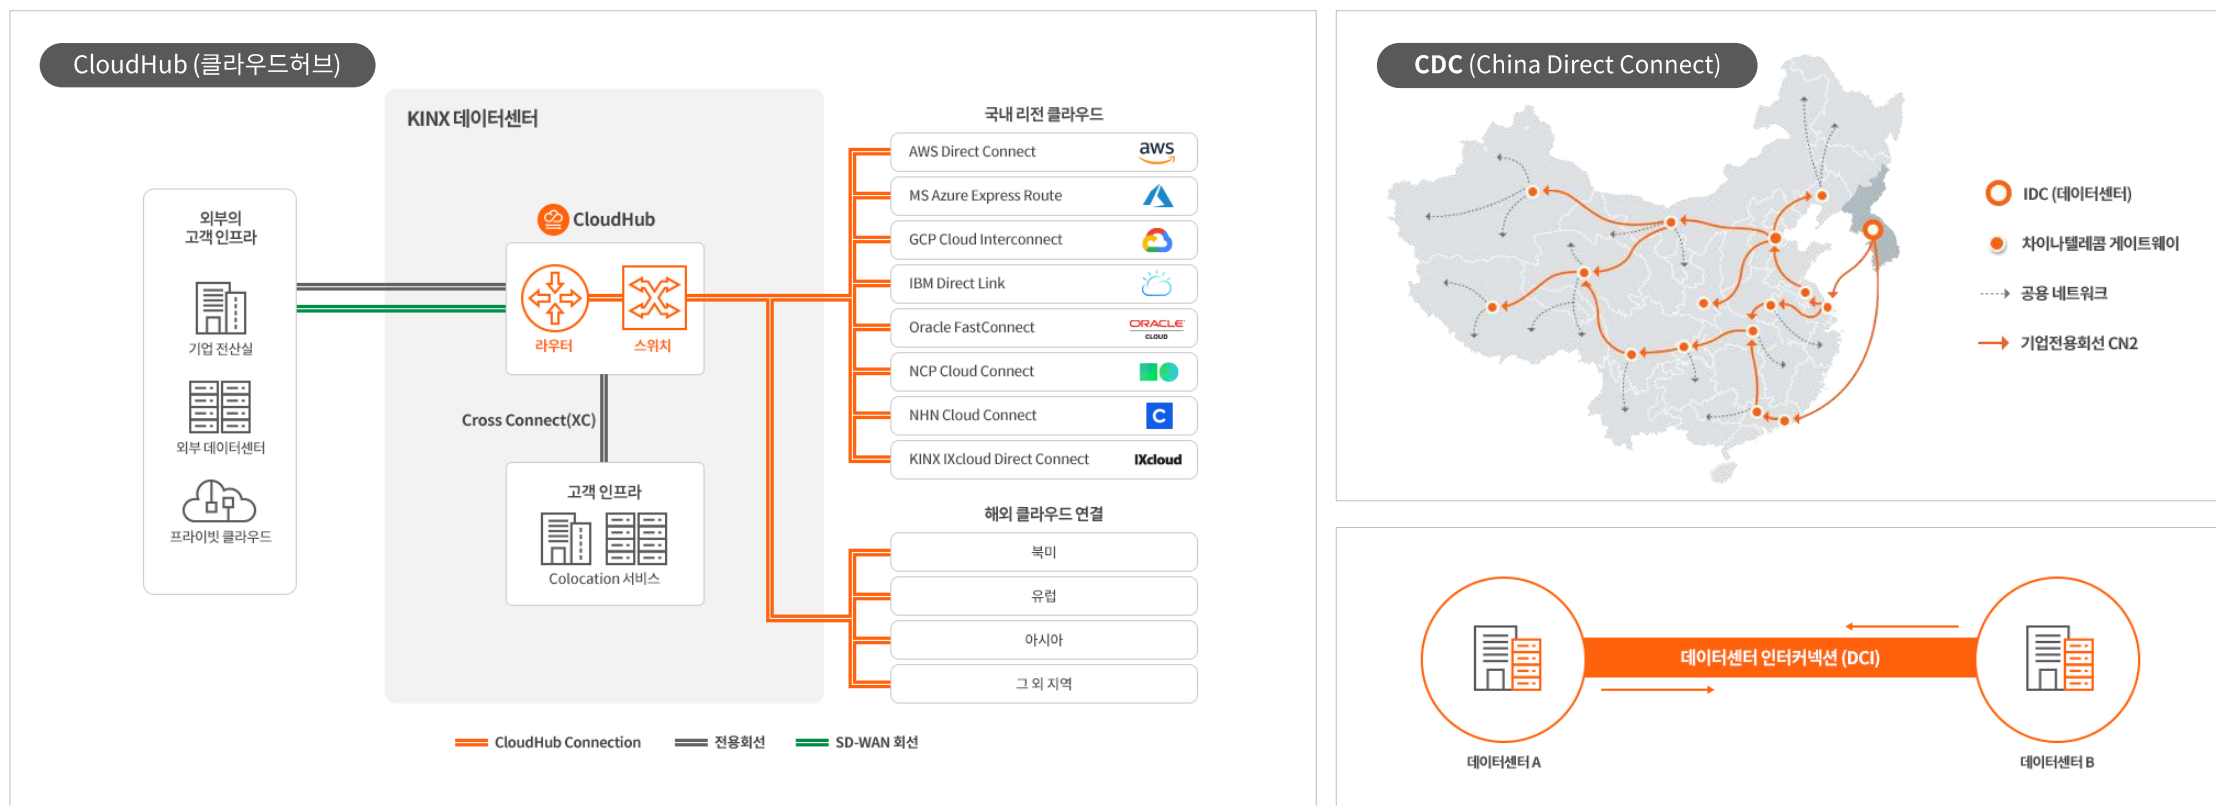 CloudHub (클라우드허브)
KINX 데이터센터
외부의
고객 인프라
기업 전산실
외부 데이터센터
프라이빗 클라우드
CloudHub
라우터
스위치
Cross Connect(XC)
고객 인프라
Colocation 서비스
국내 리전 클라우드
AWS Direct Connect
aws
MS Azure Express Route
GCP Cloud Interconnect
IBM Direct Link
Oracle FastConnect
ORACLE
CLOUD
NCP Cloud Connect
NHN Cloud Connect
C
KINX IXcloud Direct Connect
IXcloud
해외 클라우드 연결
북미
유럽
아시아
그 외 지역
CloudHub Connection
전용회선
SD-WAN 회선
CDC (China Direct Connect)
IDC (데이터센터)
차이나텔레콤 게이트웨이
공용 네트워크
기업전용회선 CN2
데이터센터 인터커넥션 (DCI)
데이터센터 A
데이터센터 B